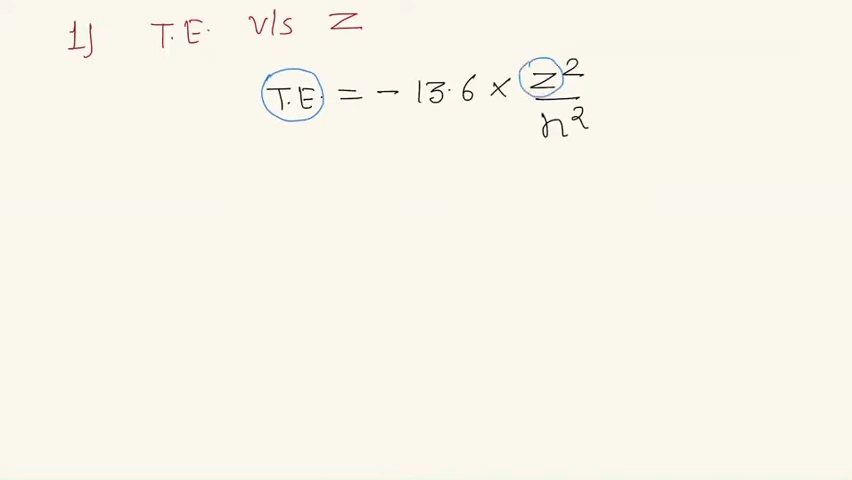 1) T.E. v/s Z
T.E. = - 13.6 × Z²/n²